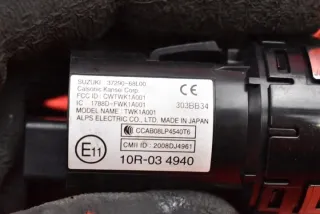 SUZUKI 37290-68L00
Calsonic Kansei Corp.
FCC ID : CWTWK1A001
IC : 1788D-FWK1A001
MODEL NAME : TWK1A001
ALPS ELECTRIC CO., LTD. MADE IN JAPAN
CE
303BB34
CCAB08LP4540T6
CMII ID : 2008DJ4961
E11
10R-03 4940